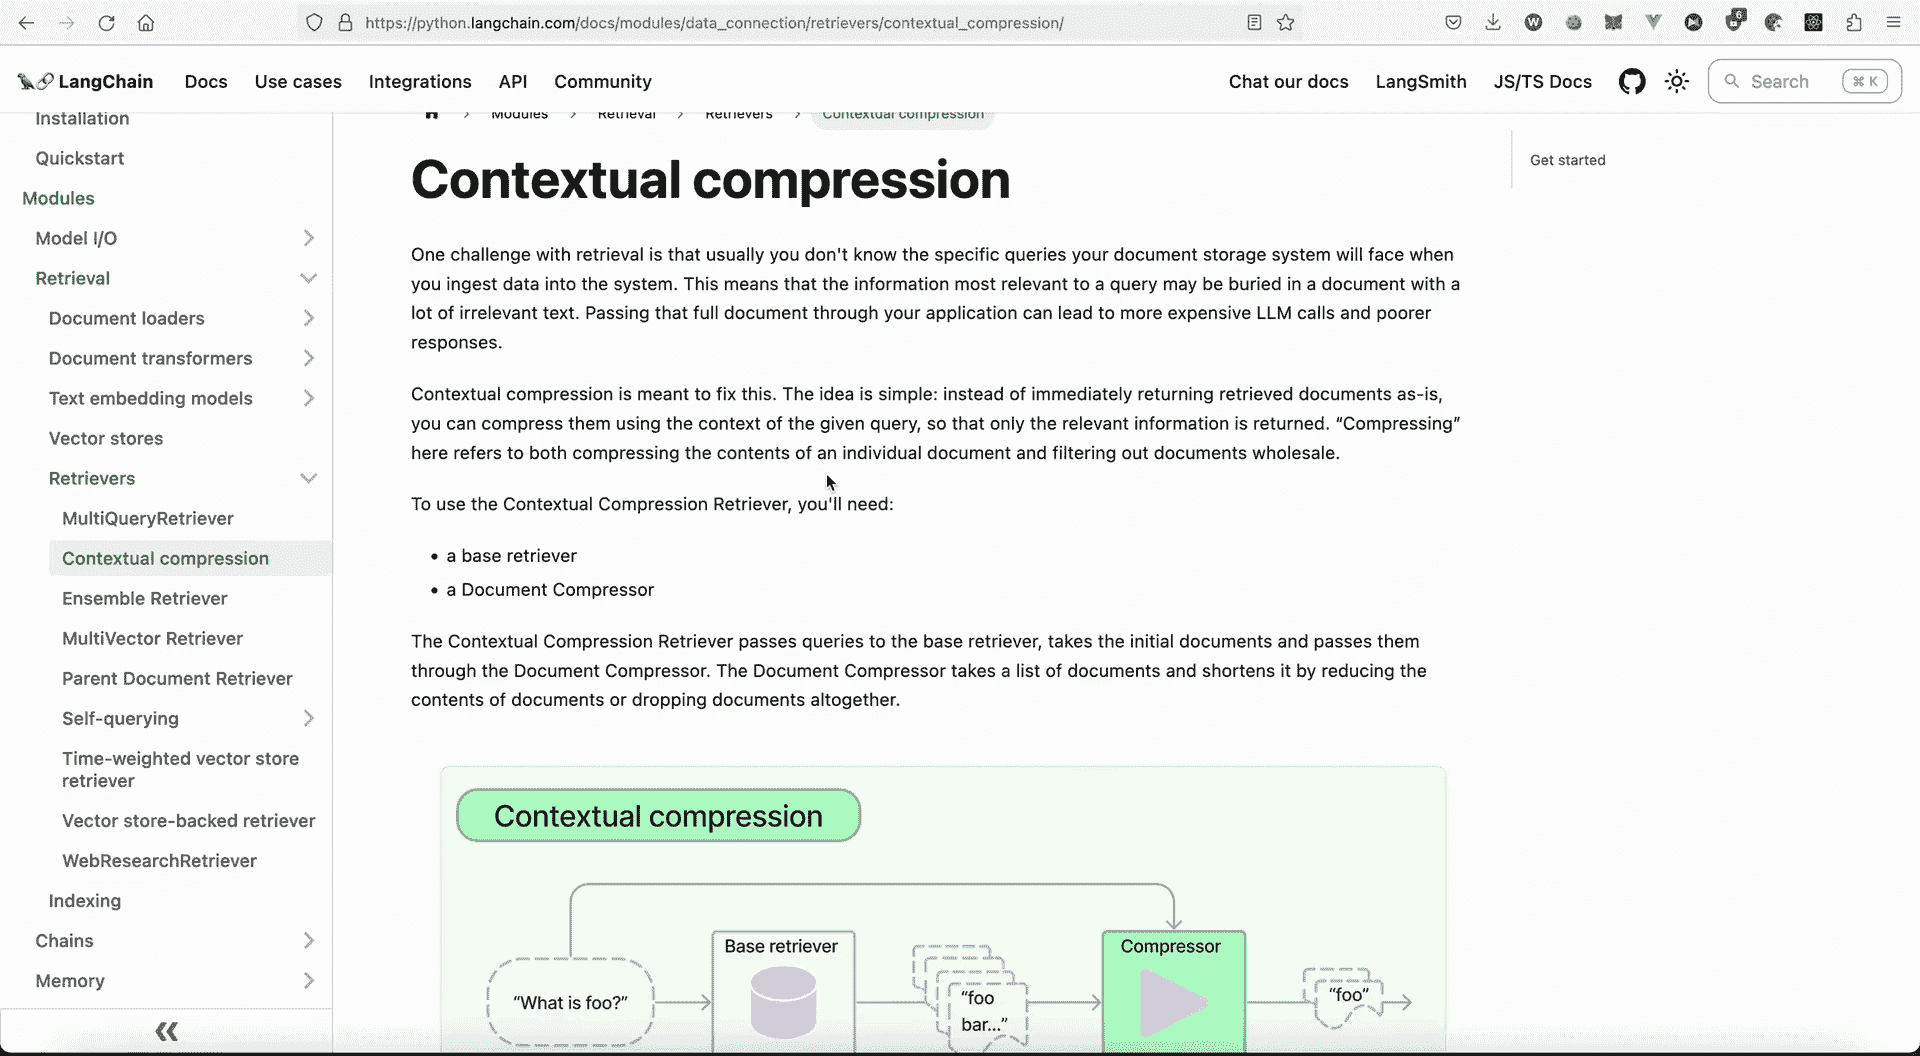 https://python.langchain.com/docs/modules/data_connection/retrievers/contextual_compression/
W
6
LangChain
Docs
Use cases
Integrations
API
Community
Chat our docs
LangSmith
JS/TS Docs
Search
⌘ K
Installation
Quickstart
Modules
Model I/O
Retrieval
Document loaders
Document transformers
Text embedding models
Vector stores
Retrievers
MultiQueryRetriever
Contextual compression
Ensemble Retriever
MultiVector Retriever
Parent Document Retriever
Self-querying
Time-weighted vector store
retriever
Vector store-backed retriever
WebResearchRetriever
Indexing
Chains
Memory
Modules
Retrieval
Retrievers
Contextual compression
Contextual compression
One challenge with retrieval is that usually you don't know the specific queries your document storage system will face when
you ingest data into the system. This means that the information most relevant to a query may be buried in a document with a
lot of irrelevant text. Passing that full document through your application can lead to more expensive LLM calls and poorer
responses.
Contextual compression is meant to fix this. The idea is simple: instead of immediately returning retrieved documents as-is,
you can compress them using the context of the given query, so that only the relevant information is returned. “Compressing”
here refers to both compressing the contents of an individual document and filtering out documents wholesale.
To use the Contextual Compression Retriever, you'll need:
• a base retriever
• a Document Compressor
The Contextual Compression Retriever passes queries to the base retriever, takes the initial documents and passes them
through the Document Compressor. The Document Compressor takes a list of documents and shortens it by reducing the
contents of documents or dropping documents altogether.
Contextual compression
“What is foo?”
Base retriever
“foo
bar...”
Compressor
“foo”
Get started